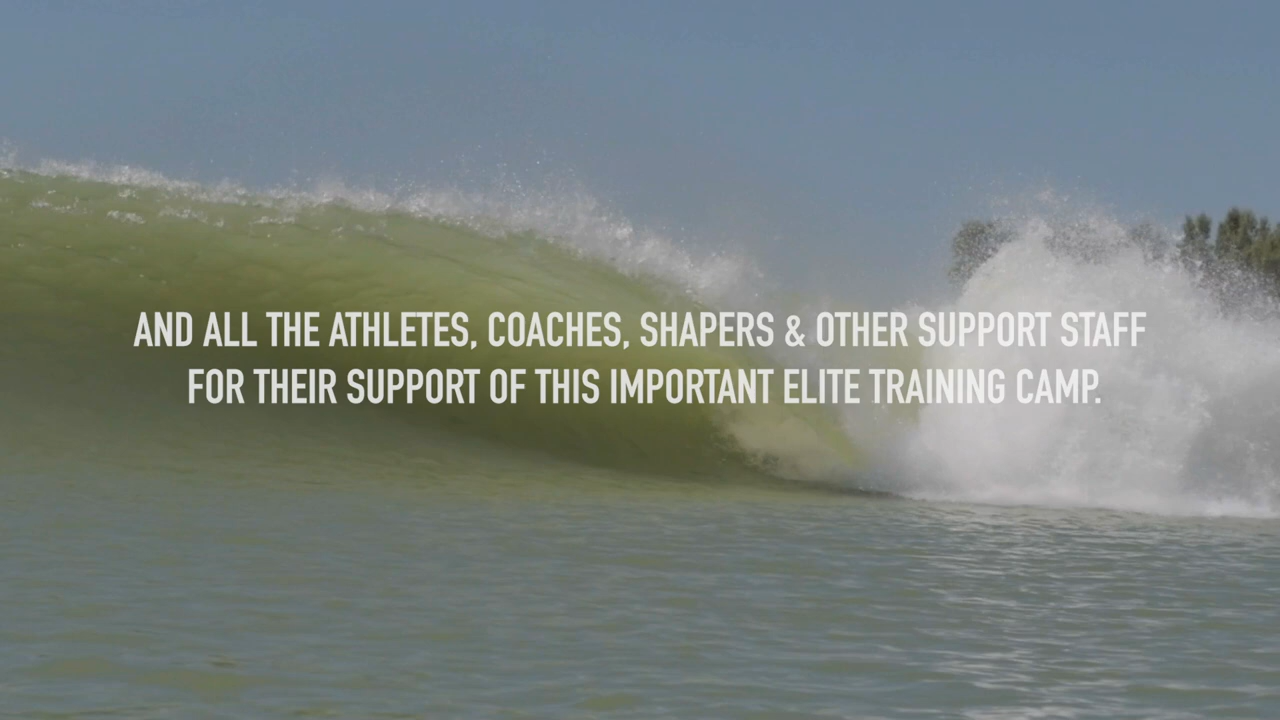 AND ALL THE ATHLETES, COACHES, SHAPERS & OTHER SUPPORT STAFF
FOR THEIR SUPPORT OF THIS IMPORTANT ELITE TRAINING CAMP.